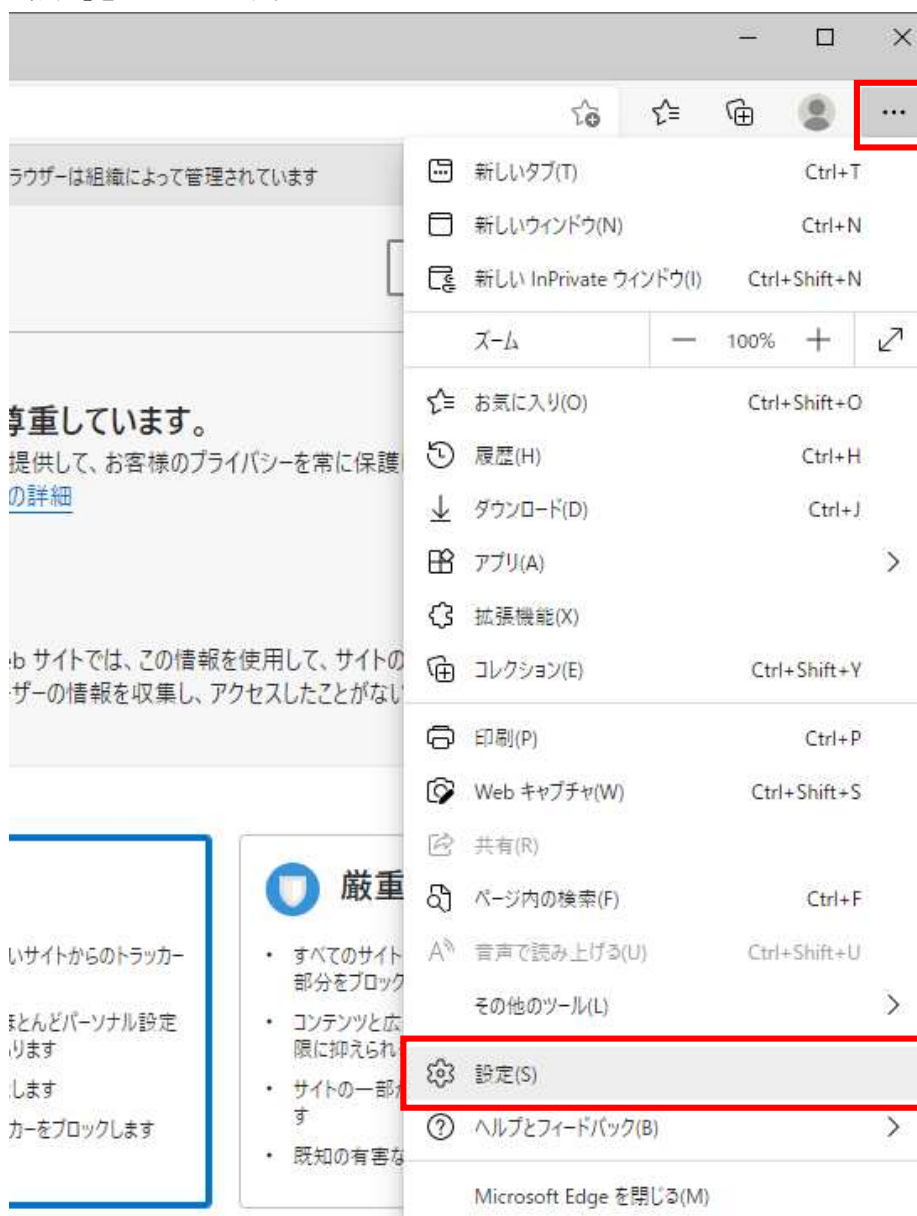 ラウザーは組織によって管理されています
尊重しています。
提供して、お客様のプライバシーを常に保護
の詳細
b サイトでは、この情報を使用して、サイトの
ザーの情報を収集し、アクセスしたことがない
いサイトからのトラッカー
ほとんどパーソナル設定
ります
します
カーをブロックします
厳重
• すべてのサイト
部分をブロック
• コンテンツと広
限に抑えられ
• サイトの一部
す
• 既知の有害な
新しいタブ(T) Ctrl+T
新しいウィンドウ(N) Ctrl+N
新しい InPrivate ウィンドウ(I) Ctrl+Shift+N
ズーム — 100% +
お気に入り(O) Ctrl+Shift+O
履歴(H) Ctrl+H
ダウンロード(D) Ctrl+J
アプリ(A)
拡張機能(X)
コレクション(E) Ctrl+Shift+Y
印刷(P) Ctrl+P
Web キャプチャ(W) Ctrl+Shift+S
共有(R)
ページ内の検索(F) Ctrl+F
音声で読み上げる(U) Ctrl+Shift+U
その他のツール(L)
設定(S)
ヘルプとフィードバック(B)
Microsoft Edge を閉じる(M)